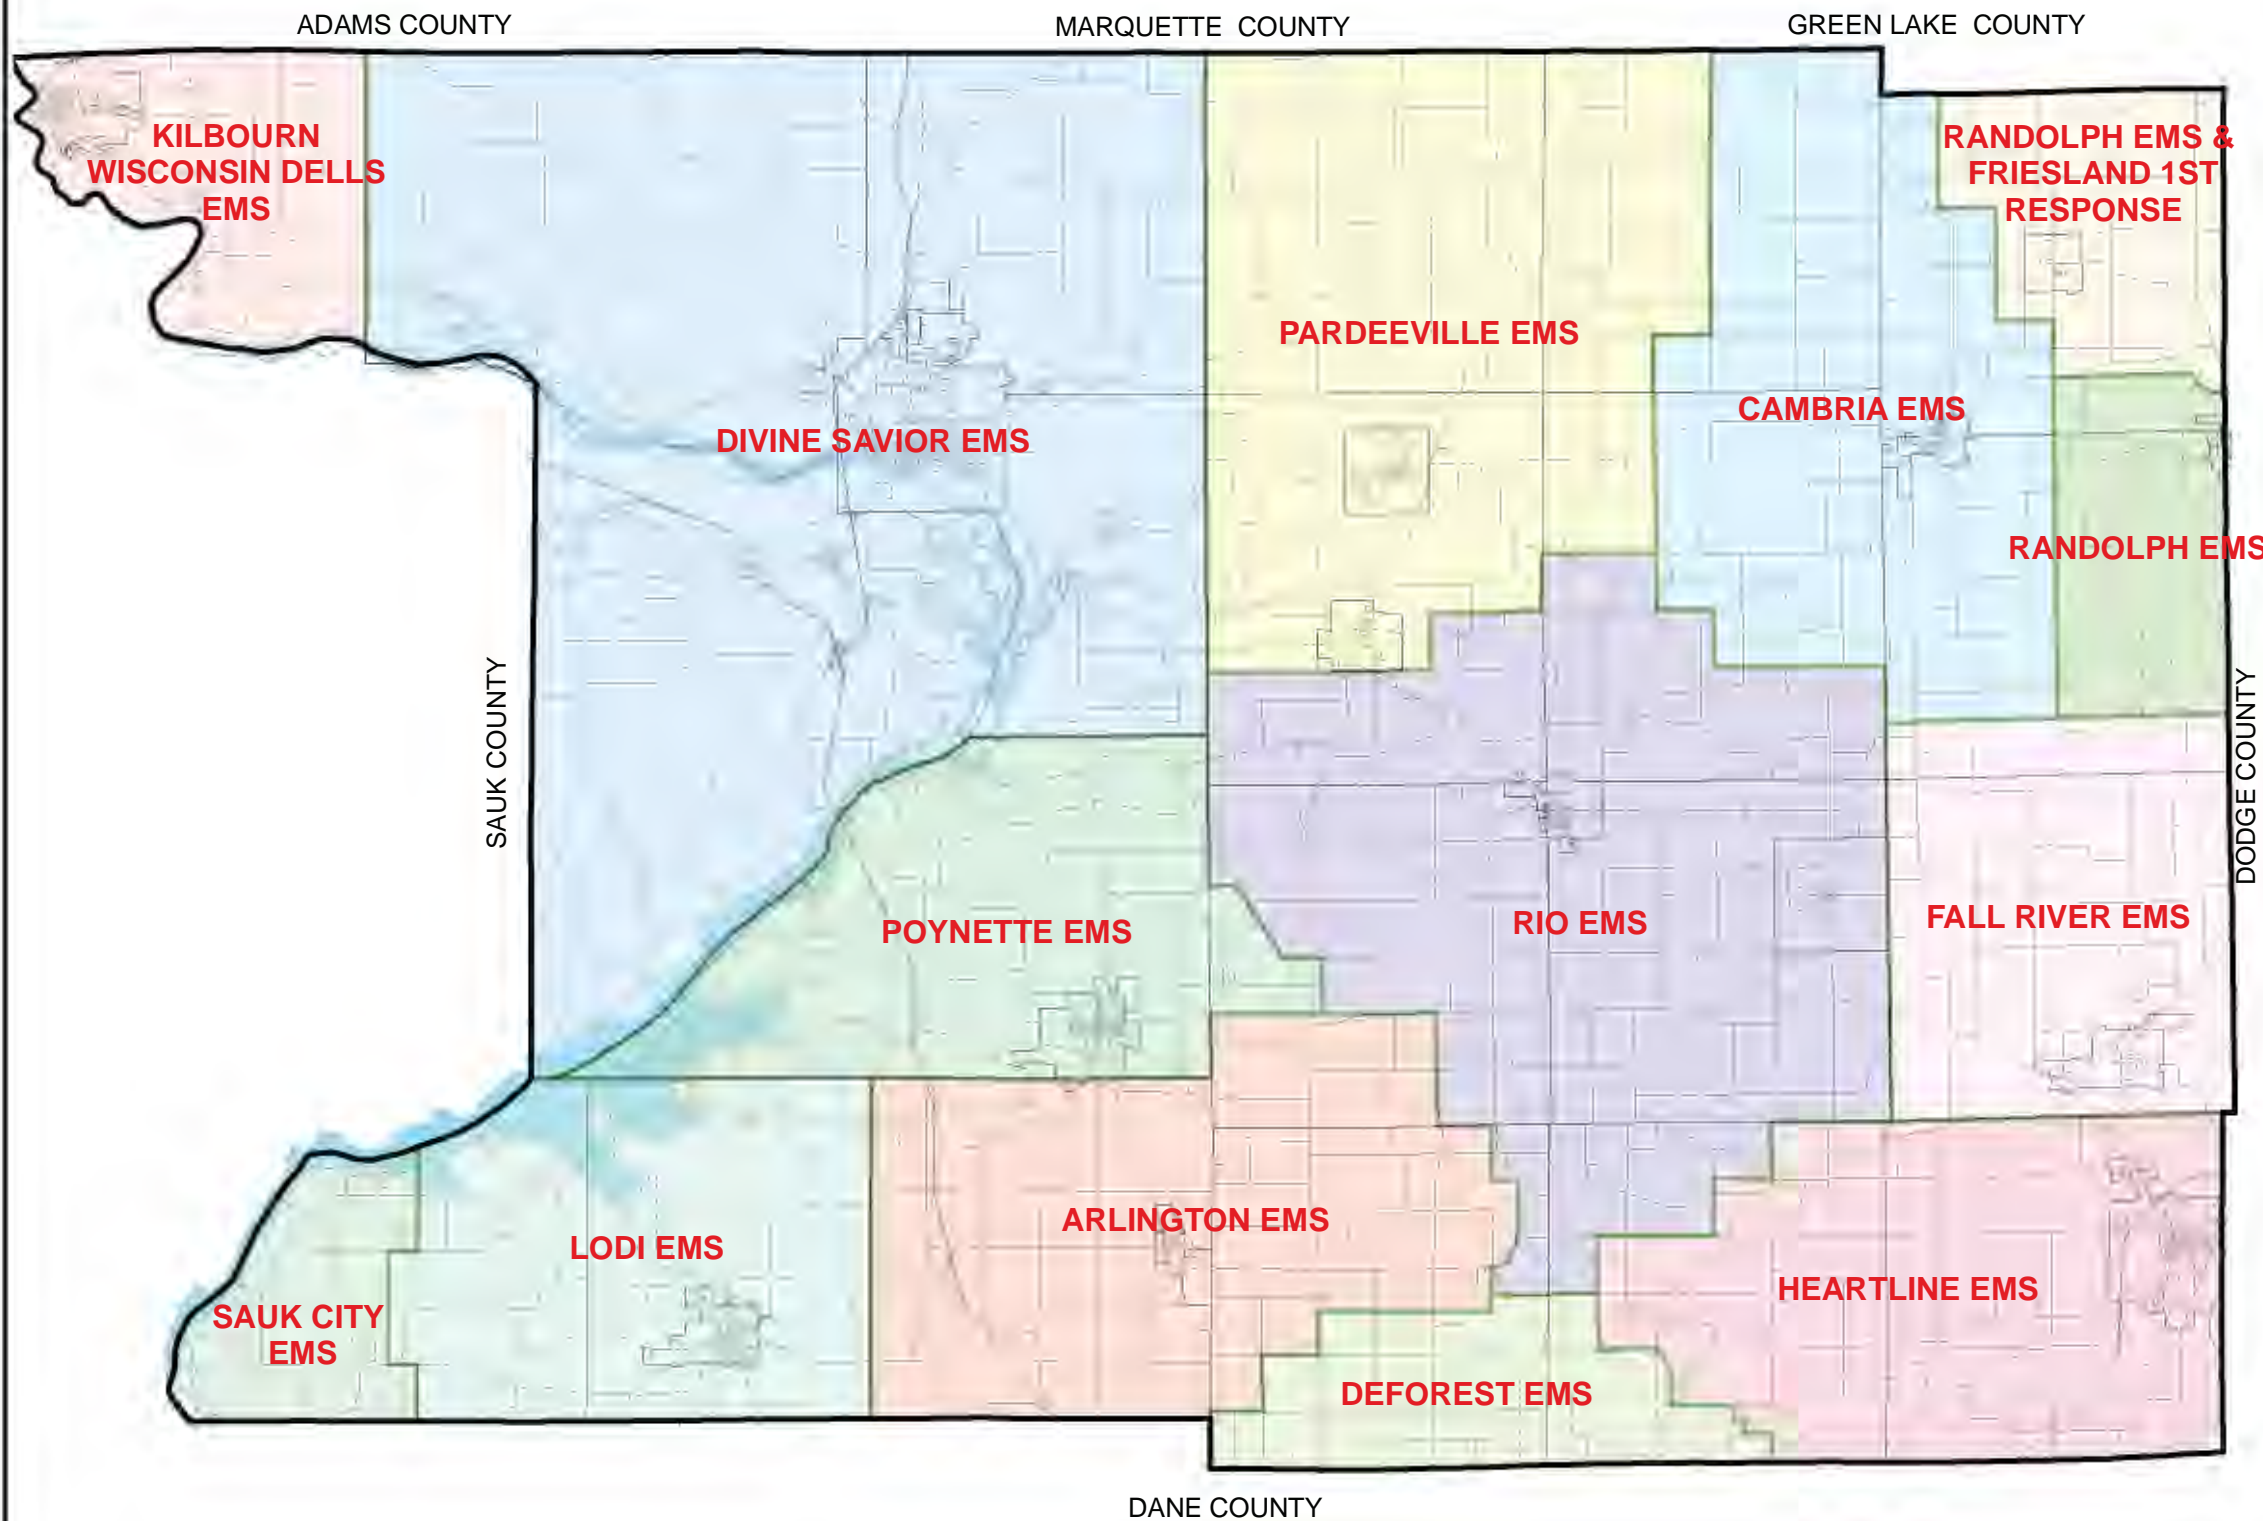 ADAMS COUNTY
MARQUETTE COUNTY
GREEN LAKE COUNTY
KILBOURN
WISCONSIN DELLS
EMS
RANDOLPH EMS &
FRIESLAND 1ST
RESPONSE
PARDEEVILLE EMS
CAMBRIA EMS
DIVINE SAVIOR EMS
RANDOLPH EMS
SAUK COUNTY
DODGE COUNTY
POYNETTE EMS
RIO EMS
FALL RIVER EMS
ARLINGTON EMS
LODI EMS
HEARTLINE EMS
SAUK CITY
EMS
DEFOREST EMS
DANE COUNTY